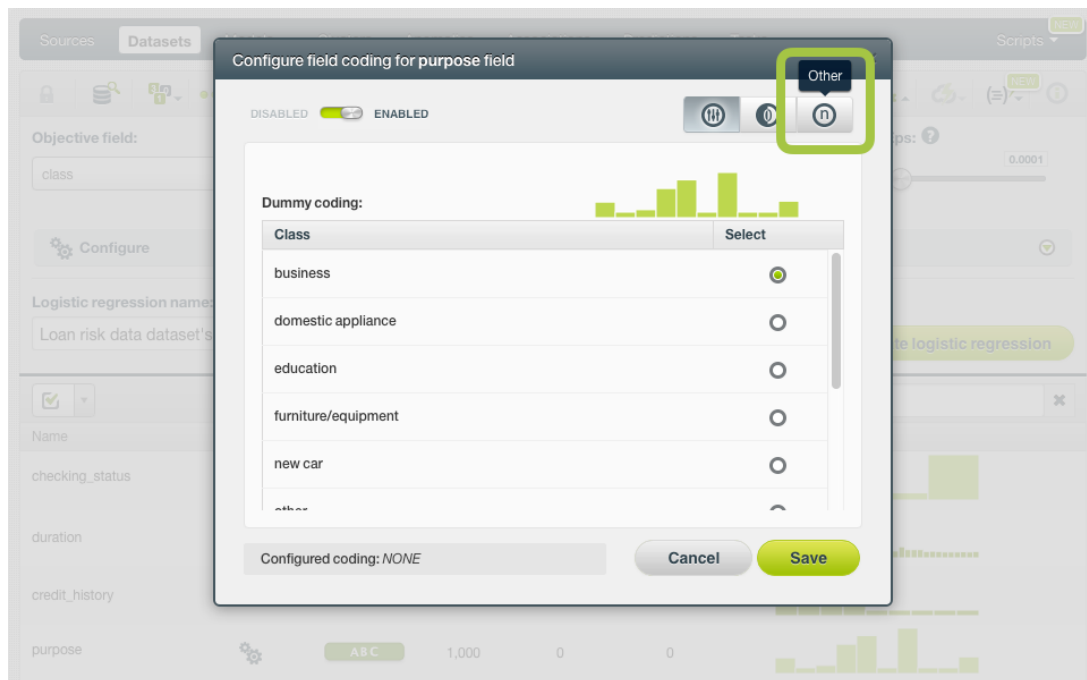 NEW
Sources Datasets Scripts
Configure field coding for purpose field
Other
NEW
DISABLED ENABLED
n
Objective field:
ps: ?
0.0001
class
Dummy coding:
Class Select
Configure
business
Logistic regression name:
domestic appliance
Loan risk data dataset's
te logistic regression
education
furniture/equipment
Name
new car
checking_status
other
duration
Configured coding: NONE Cancel Save
credit_history
purpose ABC 1,000 0 0